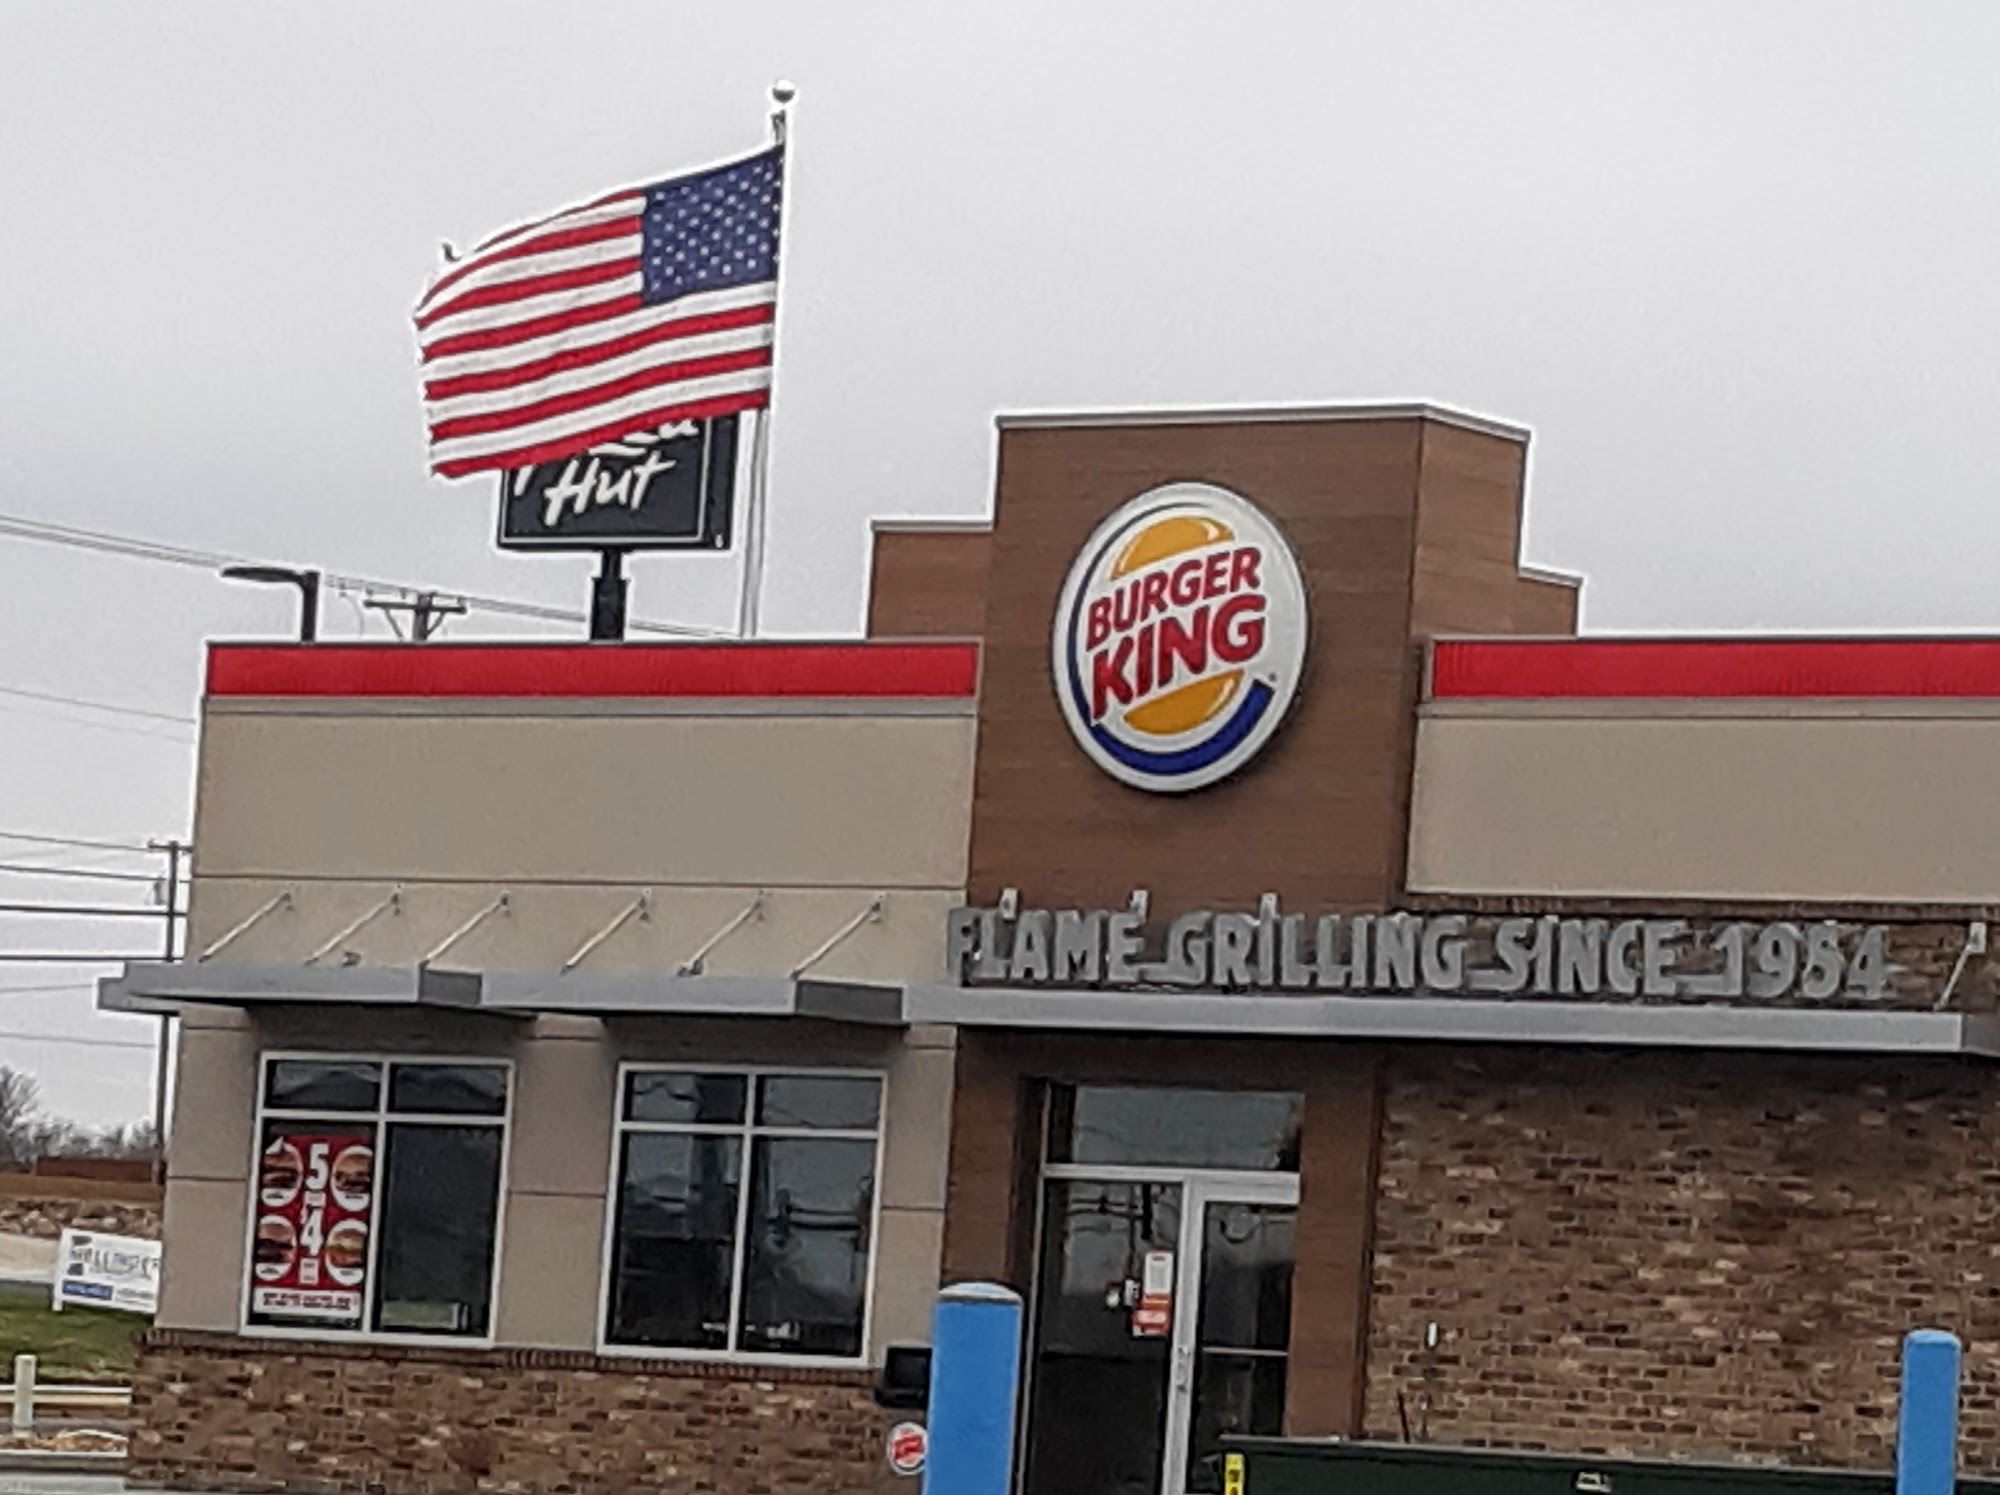 Hut
BURGER
KING
FLAME GRILLING SINCE 1954
5
4